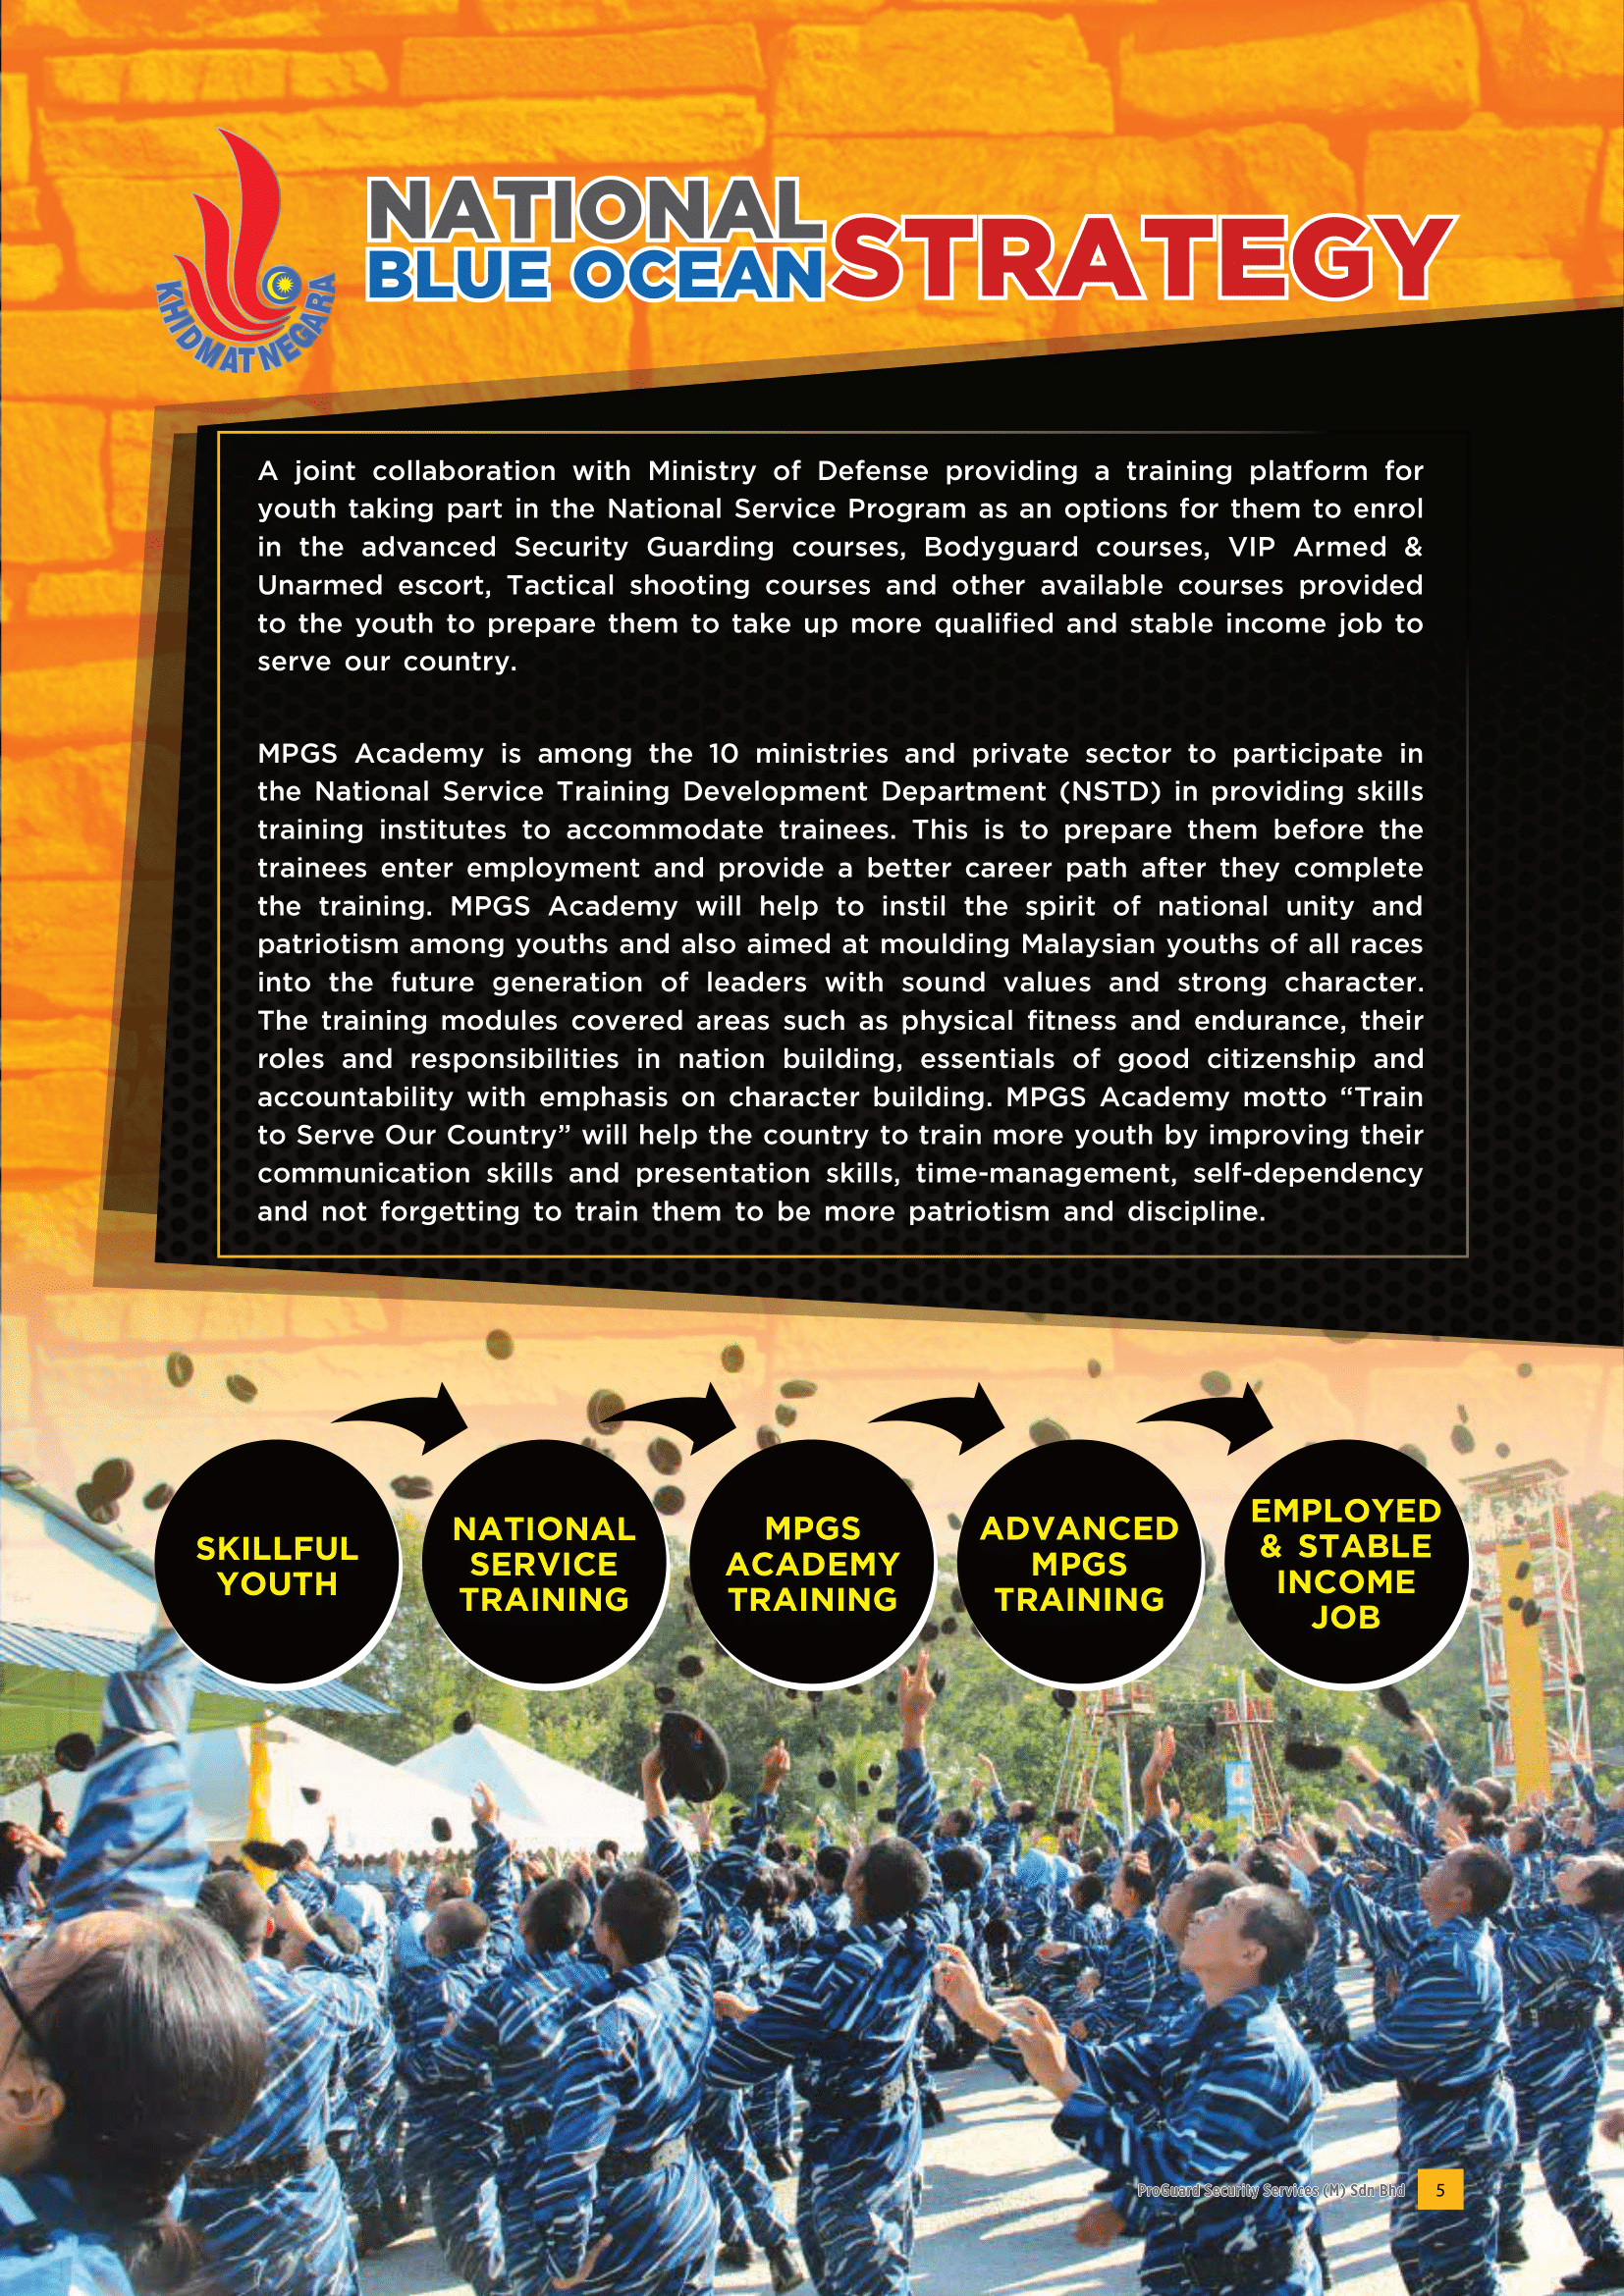 KHIDMAT NEGARA
NATIONAL
BLUE OCEAN STRATEGY
A joint collaboration with Ministry of Defense providing a training platform for
youth taking part in the National Service Program as an options for them to enrol
in the advanced Security Guarding courses, Bodyguard courses, VIP Armed &
Unarmed escort, Tactical shooting courses and other available courses provided
to the youth to prepare them to take up more qualified and stable income job to
serve our country.
MPGS Academy is among the 10 ministries and private sector to participate in
the National Service Training Development Department (NSTD) in providing skills
training institutes to accommodate trainees. This is to prepare them before the
trainees enter employment and provide a better career path after they complete
the training. MPGS Academy will help to instil the spirit of national unity and
patriotism among youths and also aimed at moulding Malaysian youths of all races
into the future generation of leaders with sound values and strong character.
The training modules covered areas such as physical fitness and endurance, their
roles and responsibilities in nation building, essentials of good citizenship and
accountability with emphasis on character building. MPGS Academy motto “Train
to Serve Our Country” will help the country to train more youth by improving their
communication skills and presentation skills, time-management, self-dependency
and not forgetting to train them to be more patriotism and discipline.
SKILLFUL
YOUTH
NATIONAL
SERVICE
TRAINING
MPGS
ACADEMY
TRAINING
ADVANCED
MPGS
TRAINING
EMPLOYED
& STABLE
INCOME
JOB
ProGuard Security Services (M) Sdn Bhd 5